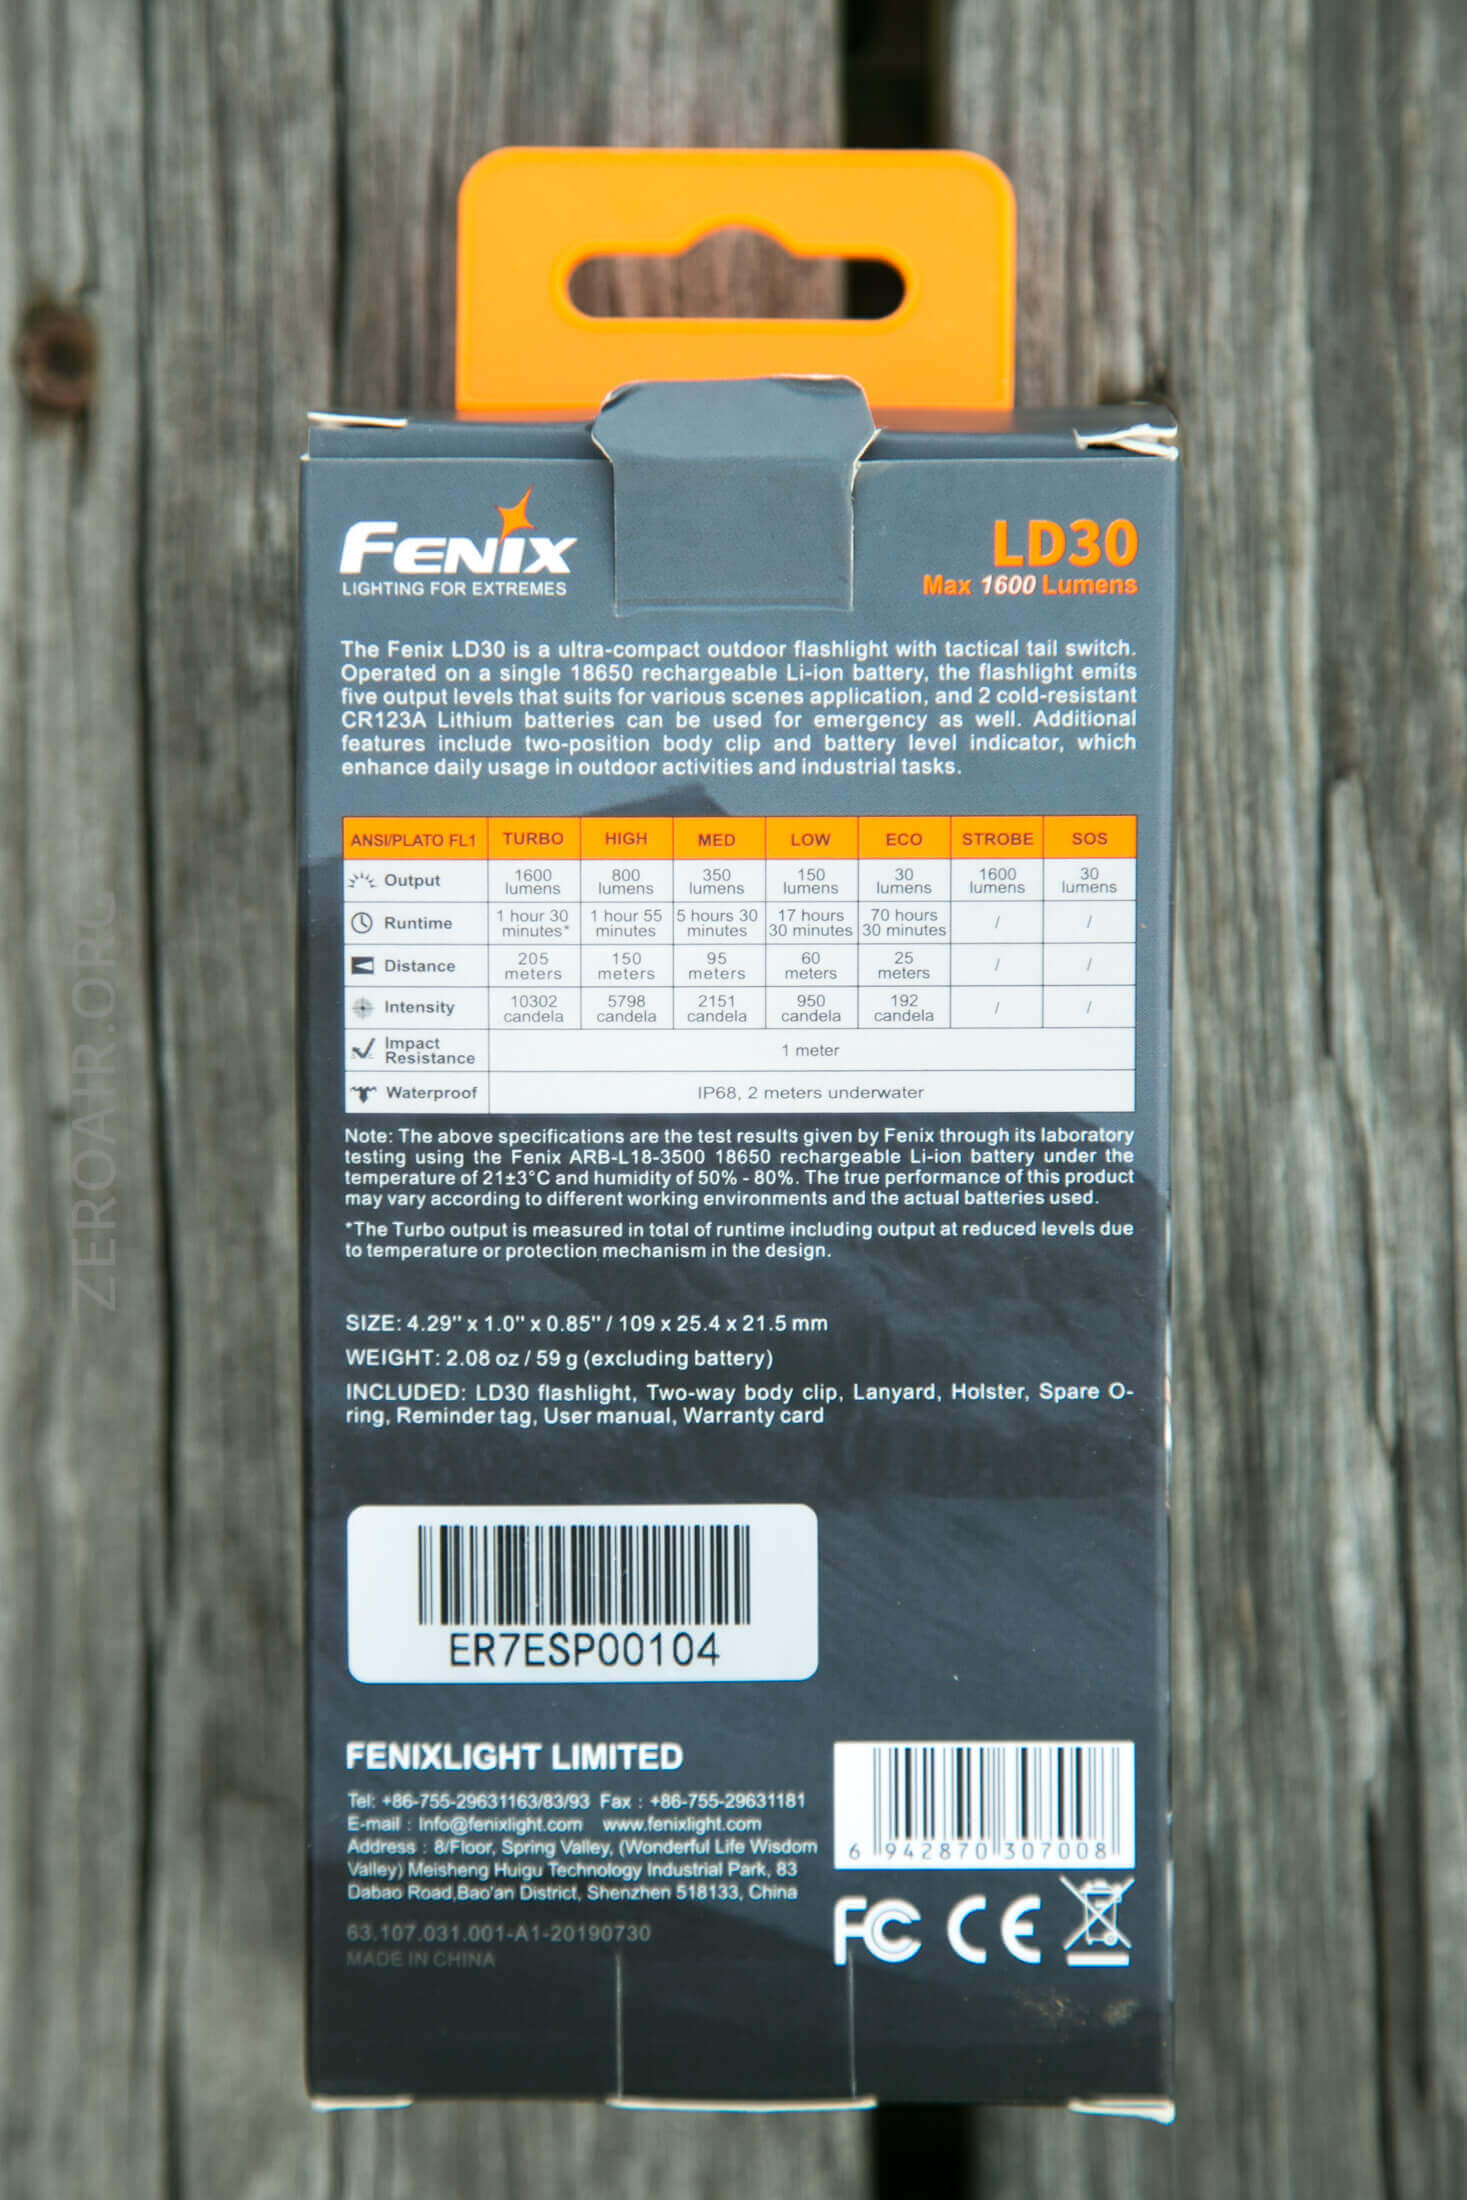 FENIX
LIGHTING FOR EXTREMES
LD30
Max 1600 Lumens
The Fenix LD30 is a ultra-compact outdoor flashlight with tactical tail switch.
Operated on a single 18650 rechargeable Li-ion battery, the flashlight emits
five output levels that suits for various scenes application, and 2 cold-resistant
CR123A Lithium batteries can be used for emergency as well. Additional
features include two-position body clip and battery level indicator, which
enhance daily usage in outdoor activities and industrial tasks.
ANSI/PLATO FL1 TURBO HIGH MED LOW ECO STROBE SOS
Output 1600 lumens 800 lumens 350 lumens 150 lumens 30 lumens 1600 lumens 30 lumens
Runtime 1 hour 30 minutes* 1 hour 55 minutes 5 hours 30 minutes 17 hours 30 minutes 70 hours 30 minutes / /
Distance 205 meters 150 meters 95 meters 60 meters 25 meters / /
Intensity 10302 candela 5798 candela 2151 candela 950 candela 192 candela / /
Impact Resistance 1 meter
Waterproof IP68, 2 meters underwater
Note: The above specifications are the test results given by Fenix through its laboratory
testing using the Fenix ARB-L18-3500 18650 rechargeable Li-ion battery under the
temperature of 21±3°C and humidity of 50% - 80%. The true performance of this product
may vary according to different working environments and the actual batteries used.
*The Turbo output is measured in total of runtime including output at reduced levels due
to temperature or protection mechanism in the design.
SIZE: 4.29" x 1.0" x 0.85" / 109 x 25.4 x 21.5 mm
WEIGHT: 2.08 oz / 59 g (excluding battery)
INCLUDED: LD30 flashlight, Two-way body clip, Lanyard, Holster, Spare O-
ring, Reminder tag, User manual, Warranty card
ER7ESP00104
FENIXLIGHT LIMITED
Tel: +86-755-29631163/83/93 Fax : +86-755-29631181
E-mail : Info@fenixlight.com www.fenixlight.com
Address : 8/Floor, Spring Valley, (Wonderful Life Wisdom
Valley) Meisheng Huigu Technology Industrial Park, 83
Dabao Road,Bao'an District, Shenzhen 518133, China
63.107.031.001-A1-20190730
MADE IN CHINA
6 942870 307008
FC CE
ZEROAIR.ORG